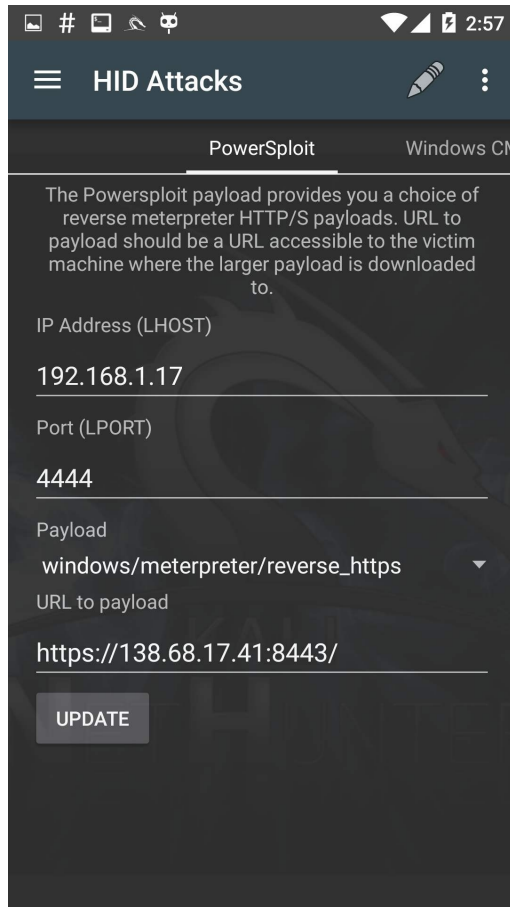 # 2:57
HID Attacks
PowerSploit Windows CM
The Powersploit payload provides you a choice of
reverse meterpreter HTTP/S payloads. URL to
payload should be a URL accessible to the victim
machine where the larger payload is downloaded
to.
IP Address (LHOST)
192.168.1.17
Port (LPORT)
4444
Payload
windows/meterpreter/reverse_https
URL to payload
https://138.68.17.41:8443/
KALI
UPDATE
NETHUNTER